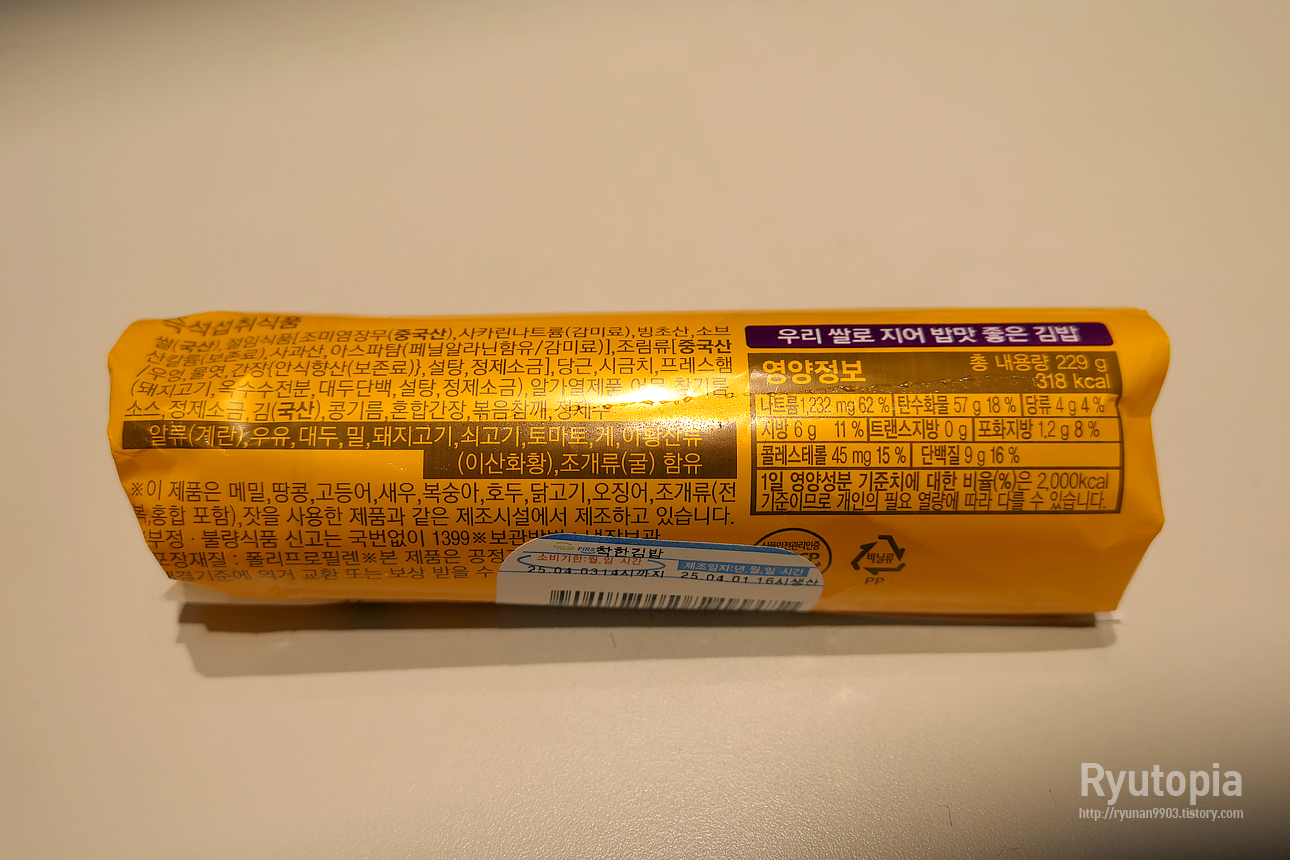 즉석섭취식품
쌀(국산),절임식품[조미염장무(중국산),사카린나트륨(감미료),빙초산,소브
산칼륨(보존료),사과산,아스파탐(페닐알라닌함유/감미료)],조림류[중국산
/우엉,물엿,간장{안식향산(보존료)},설탕,정제소금],당근,시금치,프레스햄
(돼지고기,옥수수전분,대두단백,설탕,정제소금),알가열제품,참기름,
소스,정제소금,김(국산),콩기름,혼합간장,볶음참깨,정제수
알류(계란),우유,대두,밀,돼지고기,쇠고기,토마토,게,아황산류
(이산화황),조개류(굴) 함유
※이 제품은 메밀,땅콩,고등어,새우,복숭아,호두,닭고기,오징어,조개류(전
복,홍합 포함),잣을 사용한 제품과 같은 제조시설에서 제조하고 있습니다.
부정·불량식품 신고는 국번없이 1399※보관방법: 냉장보관
포장재질 : 폴리프로필렌※본 제품은 공정
해결기준에 의거 교환 또는 보상 받을 수
우리 쌀로 지어 밥맛 좋은 김밥
영양정보
총 내용량 229 g
318 kcal
나트륨 1,232 mg 62 % 탄수화물 57 g 18 % 당류 4 g 4 %
지방 6 g 11 % 트랜스지방 0 g 포화지방 1.2 g 8 %
콜레스테롤 45 mg 15 % 단백질 9 g 16 %
1일 영양성분 기준치에 대한 비율(%)은 2,000kcal
기준이므로 개인의 필요 열량에 따라 다를 수 있습니다.
식품안전관리인증
비닐류
PP
FRESH FIRST 착한김밥
소비기한:월,일 시간 제조일자:년,월,일 시간
25.04.03 14시까지 25.04.01 16시생산
Ryutopia
http://ryunan9903.tistory.com